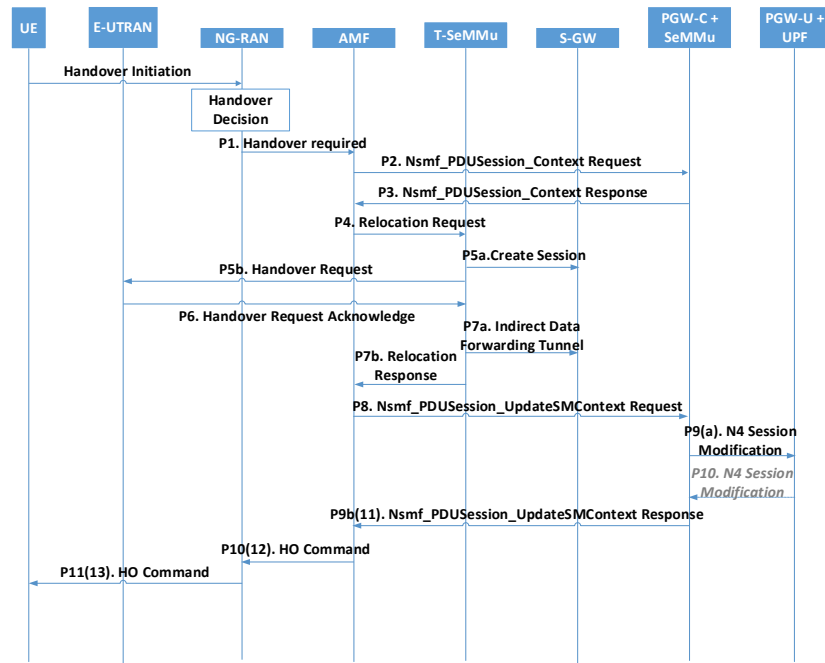 UE
E-UTRAN
NG-RAN
AMF
T-SeMMu
S-GW
PGW-C +
SeMMu
PGW-U +
UPF
Handover Initiation
Handover
Decision
P1. Handover required
P2. Nsmf_PDUSession_Context Request
P3. Nsmf_PDUSession_Context Response
P4. Relocation Request
P5a.Create Session
P5b. Handover Request
P6. Handover Request Acknowledge
P7a. Indirect Data
Forwarding Tunnel
P7b. Relocation
Response
P8. Nsmf_PDUSession_UpdateSMContext Request
P9(a). N4 Session
Modification
P10. N4 Session
Modification
P9b(11). Nsmf_PDUSession_UpdateSMContext Response
P10(12). HO Command
P11(13). HO Command